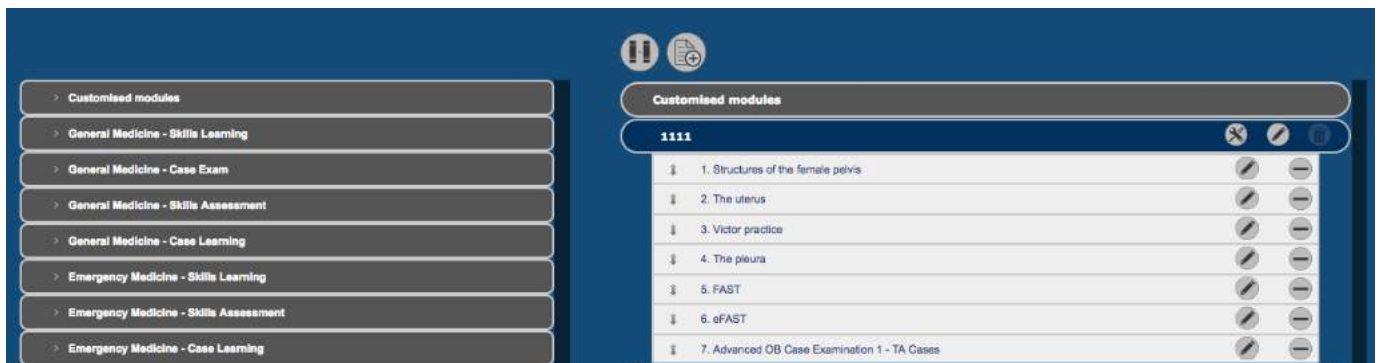 Customised modules
General Medicine - Skills Learning
General Medicine - Case Exam
General Medicine - Skills Assessment
General Medicine - Case Learning
Emergency Medicine - Skills Learning
Emergency Medicine - Skills Assessment
Emergency Medicine - Case Learning
Customised modules
1111
1. Structures of the female pelvis
2. The uterus
3. Victor practice
4. The pleura
5. FAST
6. eFAST
7. Advanced OB Case Examination 1 - TA Cases